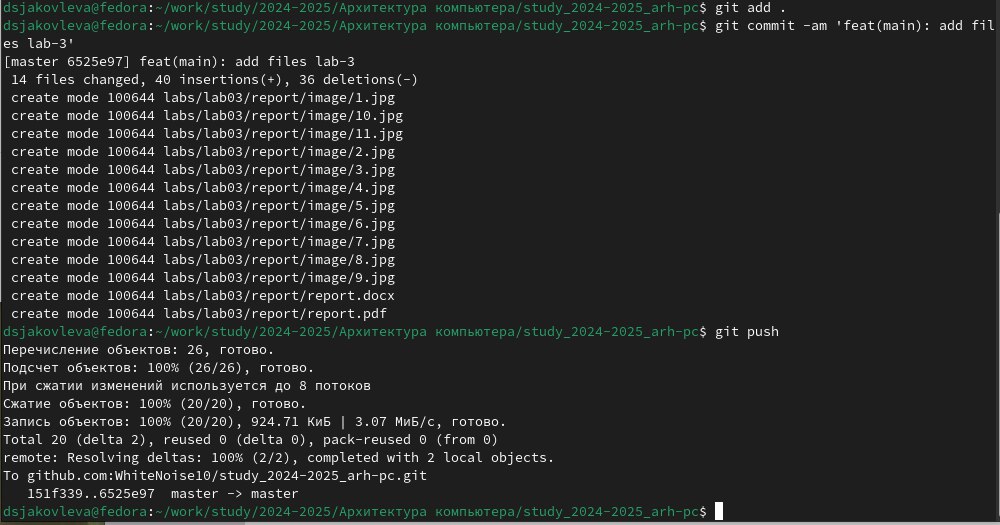 dsjakovleva@fedora:~/work/study/2024-2025/Архитектура компьютера/study_2024-2025_arh-pc$ git add .
dsjakovleva@fedora:~/work/study/2024-2025/Архитектура компьютера/study_2024-2025_arh-pc$ git commit -am 'feat(main): add fil
es lab-3'
[master 6525e97] feat(main): add files lab-3
 14 files changed, 40 insertions(+), 36 deletions(-)
 create mode 100644 labs/lab03/report/image/1.jpg
 create mode 100644 labs/lab03/report/image/10.jpg
 create mode 100644 labs/lab03/report/image/11.jpg
 create mode 100644 labs/lab03/report/image/2.jpg
 create mode 100644 labs/lab03/report/image/3.jpg
 create mode 100644 labs/lab03/report/image/4.jpg
 create mode 100644 labs/lab03/report/image/5.jpg
 create mode 100644 labs/lab03/report/image/6.jpg
 create mode 100644 labs/lab03/report/image/7.jpg
 create mode 100644 labs/lab03/report/image/8.jpg
 create mode 100644 labs/lab03/report/image/9.jpg
 create mode 100644 labs/lab03/report/report.docx
 create mode 100644 labs/lab03/report/report.pdf
dsjakovleva@fedora:~/work/study/2024-2025/Архитектура компьютера/study_2024-2025_arh-pc$ git push
Перечисление объектов: 26, готово.
Подсчет объектов: 100% (26/26), готово.
При сжатии изменений используется до 8 потоков
Сжатие объектов: 100% (20/20), готово.
Запись объектов: 100% (20/20), 924.71 КиБ | 3.07 МиБ/с, готово.
Total 20 (delta 2), reused 0 (delta 0), pack-reused 0 (from 0)
remote: Resolving deltas: 100% (2/2), completed with 2 local objects.
To github.com:WhiteNoise10/study_2024-2025_arh-pc.git
   151f339..6525e97  master -> master
dsjakovleva@fedora:~/work/study/2024-2025/Архитектура компьютера/study_2024-2025_arh-pc$